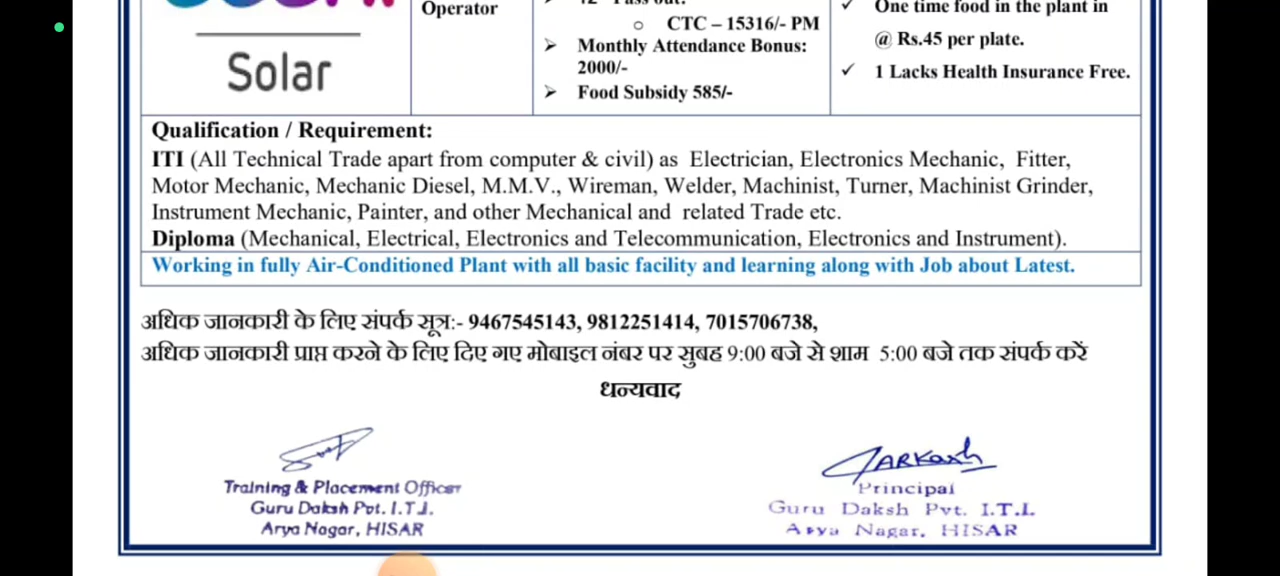 Operator
CTC – 15316/- PM
Monthly Attendance Bonus:
2000/-
Food Subsidy 585/-
One time food in the plant in
@ Rs.45 per plate.
1 Lacks Health Insurance Free.
Solar
Qualification / Requirement:
ITI (All Technical Trade apart from computer & civil) as Electrician, Electronics Mechanic, Fitter,
Motor Mechanic, Mechanic Diesel, M.M.V., Wireman, Welder, Machinist, Turner, Machinist Grinder,
Instrument Mechanic, Painter, and other Mechanical and related Trade etc.
Diploma (Mechanical, Electrical, Electronics and Telecommunication, Electronics and Instrument).
Working in fully Air-Conditioned Plant with all basic facility and learning along with Job about Latest.
अधिक जानकारी के लिए संपर्क सूत्र:- 9467545143, 9812251414, 7015706738,
अधिक जानकारी प्राप्त करने के लिए दिए गए मोबाइल नंबर पर सुबह 9:00 बजे से शाम 5:00 बजे तक संपर्क करें
धन्यवाद
Training & Placement Officer
Guru Daksh Pvt. I.T.I.
Arya Nagar, HISAR
Principal
Guru Daksh Pvt. I.T.I.
Arya Nagar, HISAR